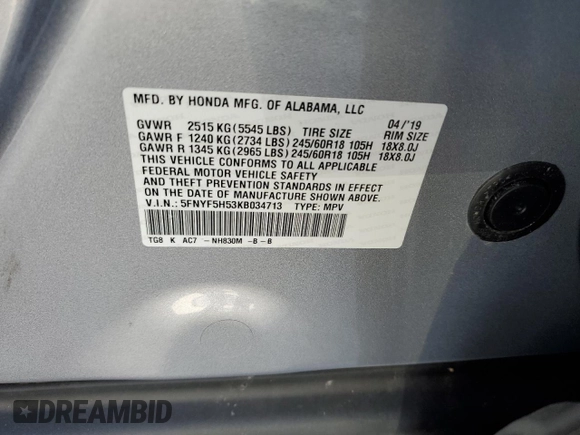 MFD. BY HONDA MFG. OF ALABAMA, LLC
GVWR 2515 KG (5545 LBS) TIRE SIZE 04/'19 RIM SIZE
GAWR F 1240 KG (2734 LBS) 245/60R18 105H 18X8.0J
GAWR R 1345 KG (2965 LBS) 245/60R18 105H 18X8.0J
THIS VEHICLE CONFORMS TO ALL APPLICABLE
FEDERAL MOTOR VEHICLE SAFETY
AND THEFT PREVENTION STANDARDS IN EFFECT
ON THE DATE OF MANUFACTURE SHOWN ABOVE.
V.I.N.: 5FNYF5H53KB034713 TYPE: MPV
TG8 K AC7 -NH830M -B -B
DREAMBID